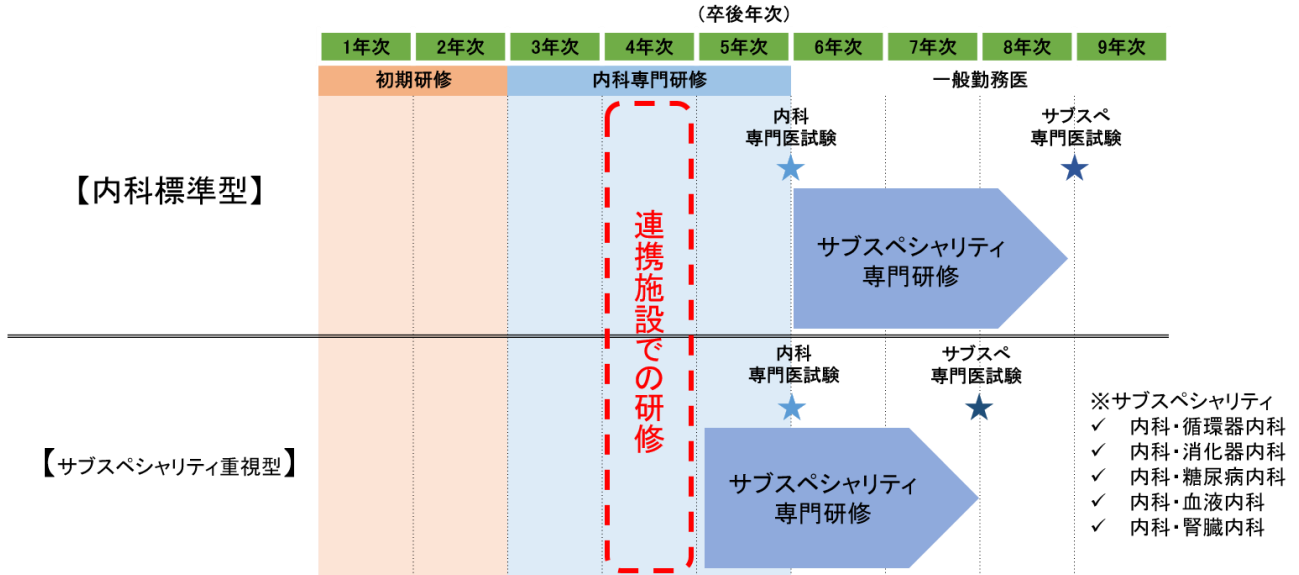 (卒後年次)
1年次 2年次 3年次 4年次 5年次 6年次 7年次 8年次 9年次
初期研修 内科専門研修 一般勤務医
内科
専門医試験
サブスペ
専門医試験
【内科標準型】
連携施設での研修
サブスペシャリティ
専門研修
内科
専門医試験
サブスペ
専門医試験
【サブスペシャリティ重視型】
サブスペシャリティ
専門研修
※サブスペシャリティ
✓ 内科・循環器内科
✓ 内科・消化器内科
✓ 内科・糖尿病内科
✓ 内科・血液内科
✓ 内科・腎臓内科